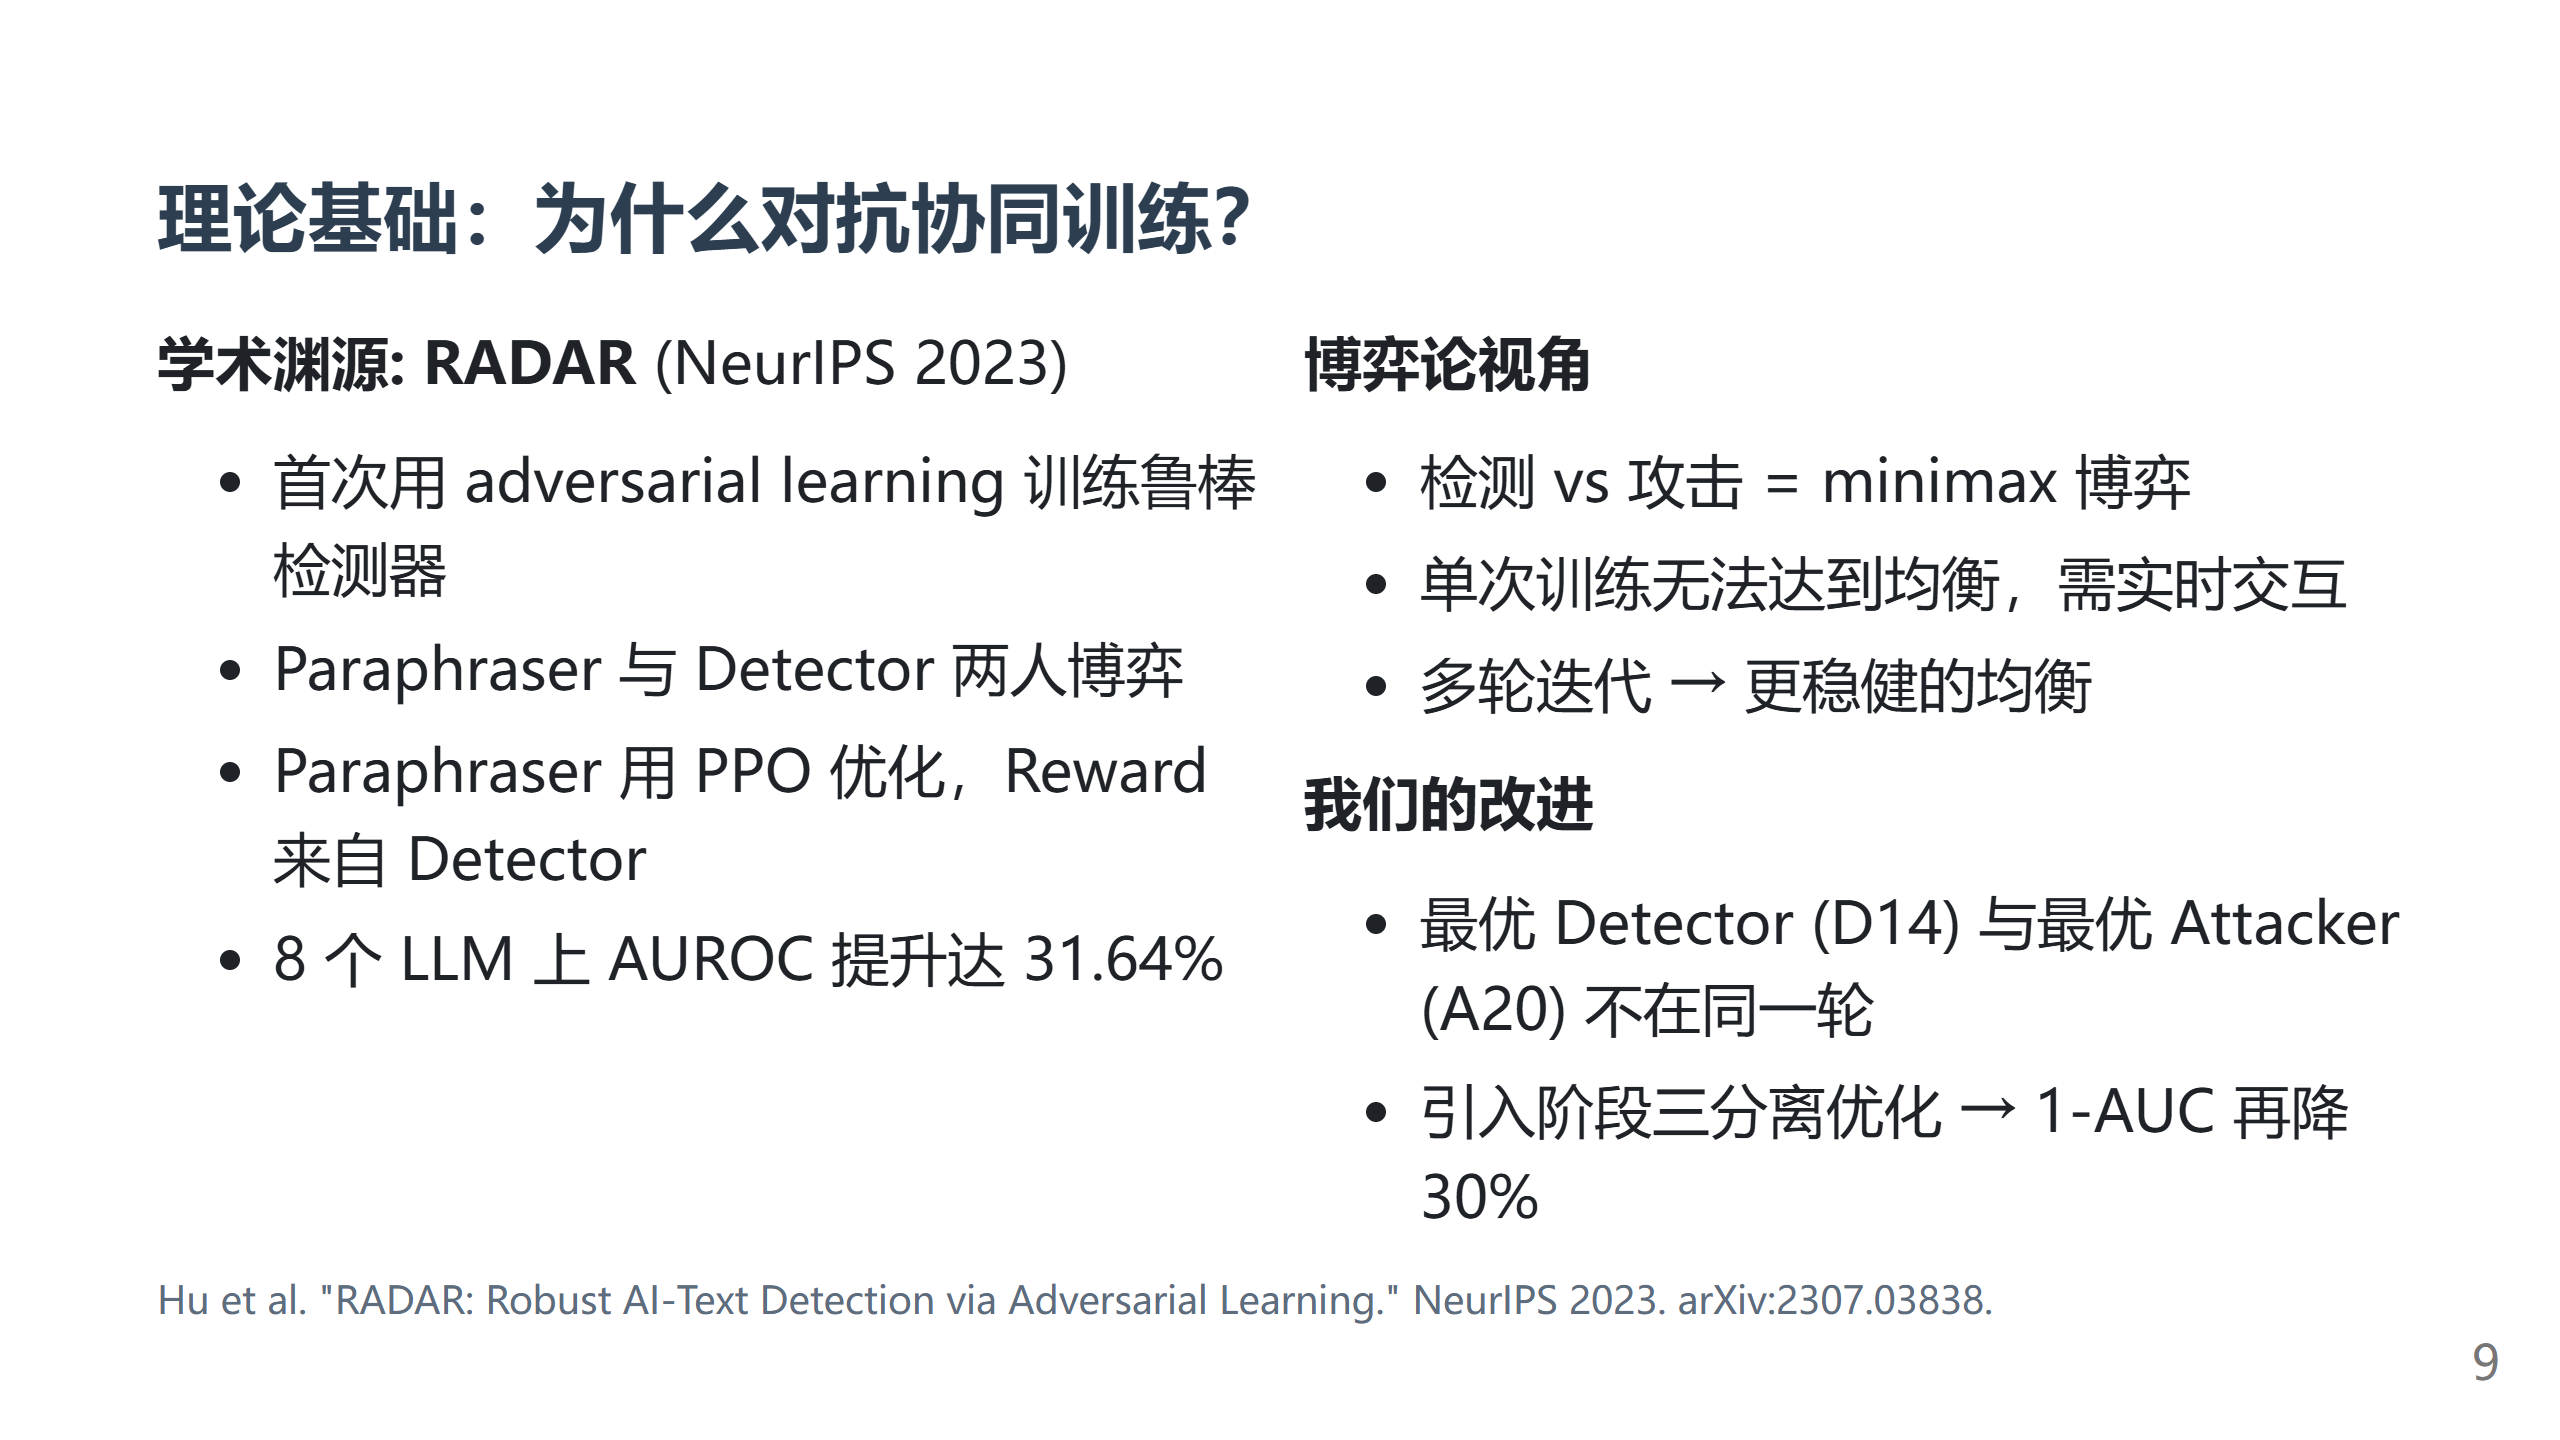 理论基础：为什么对抗协同训练？
学术渊源: RADAR (NeurIPS 2023)
• 首次用 adversarial learning 训练鲁棒
检测器
• Paraphraser 与 Detector 两人博弈
• Paraphraser 用 PPO 优化，Reward
来自 Detector
• 8 个 LLM 上 AUROC 提升达 31.64%
博弈论视角
• 检测 vs 攻击 = minimax 博弈
• 单次训练无法达到均衡，需实时交互
• 多轮迭代 → 更稳健的均衡
我们的改进
• 最优 Detector (D14) 与最优 Attacker
(A20) 不在同一轮
• 引入阶段三分离优化 → 1-AUC 再降
30%
Hu et al. "RADAR: Robust AI-Text Detection via Adversarial Learning." NeurIPS 2023. arXiv:2307.03838.
9